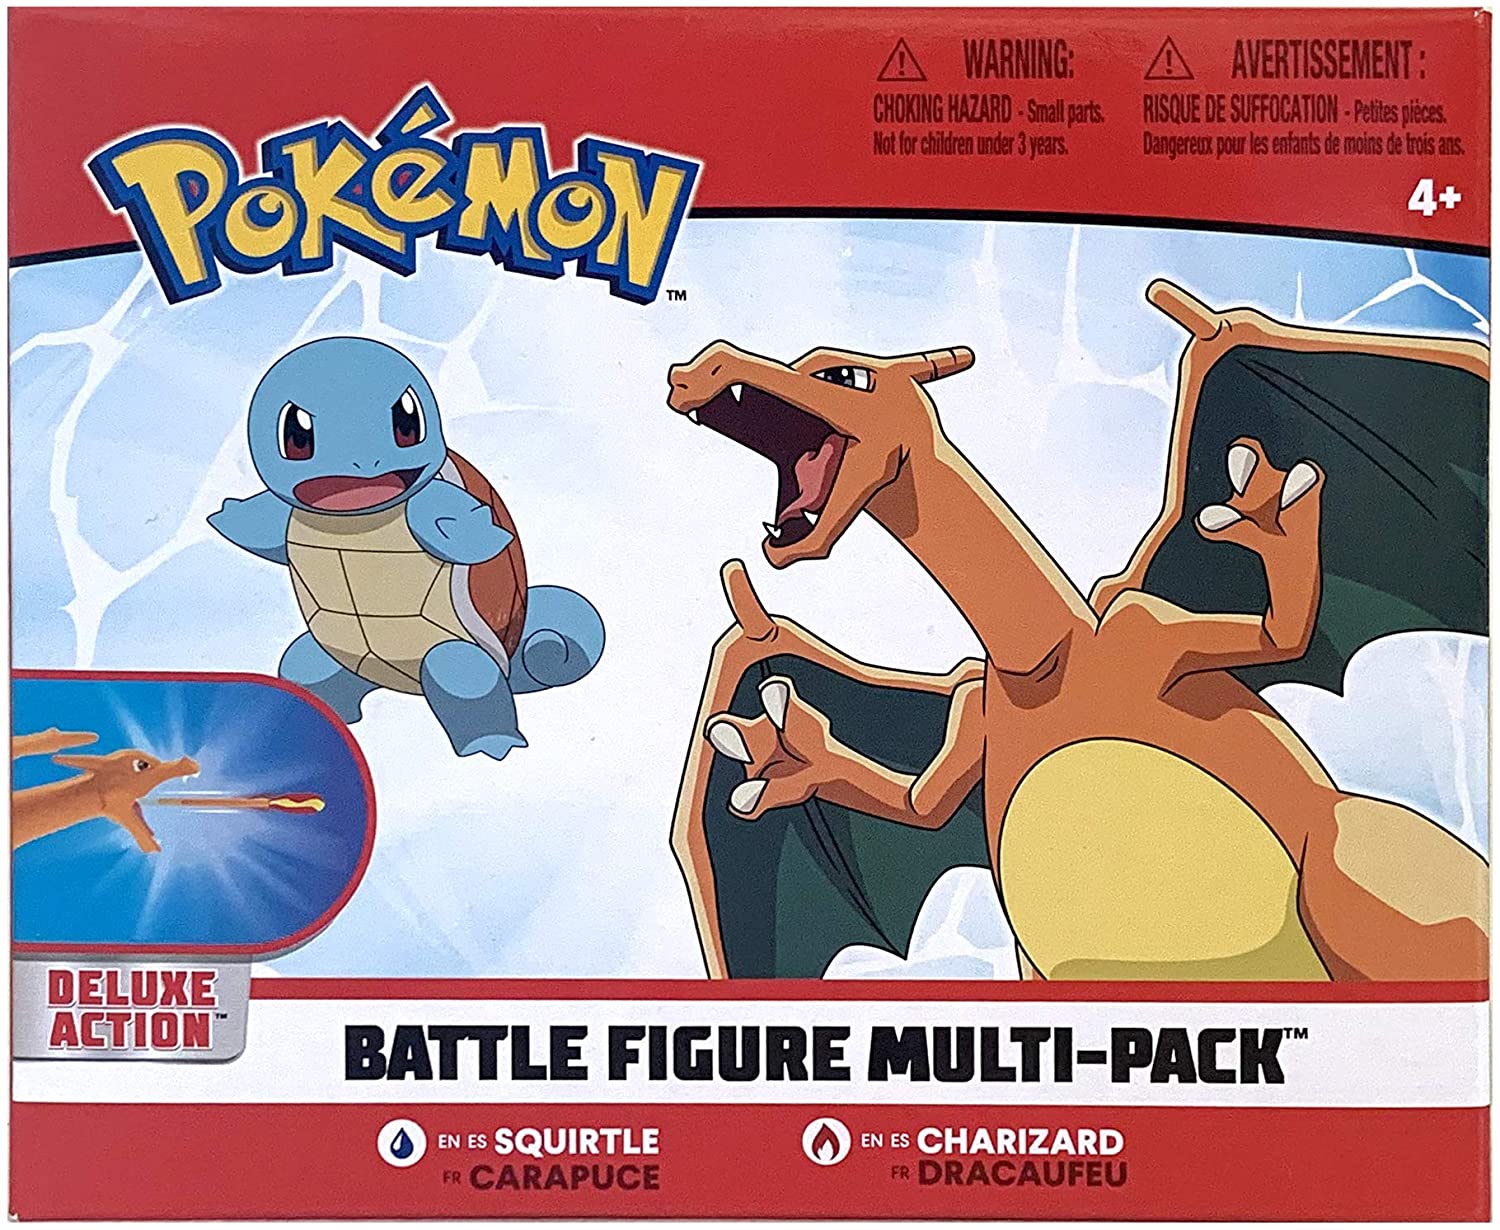 WARNING:
CHOKING HAZARD - Small parts.
Not for children under 3 years.
AVERTISSEMENT :
RISQUE DE SUFFOCATION - Petites pièces.
Dangereux pour les enfants de moins de trois ans.
4+
POKéMON
TM
DELUXE
ACTION™
BATTLE FIGURE MULTI-PACK™
EN ES SQUIRTLE
FR CARAPUCE
EN ES CHARIZARD
FR DRACAUFEU